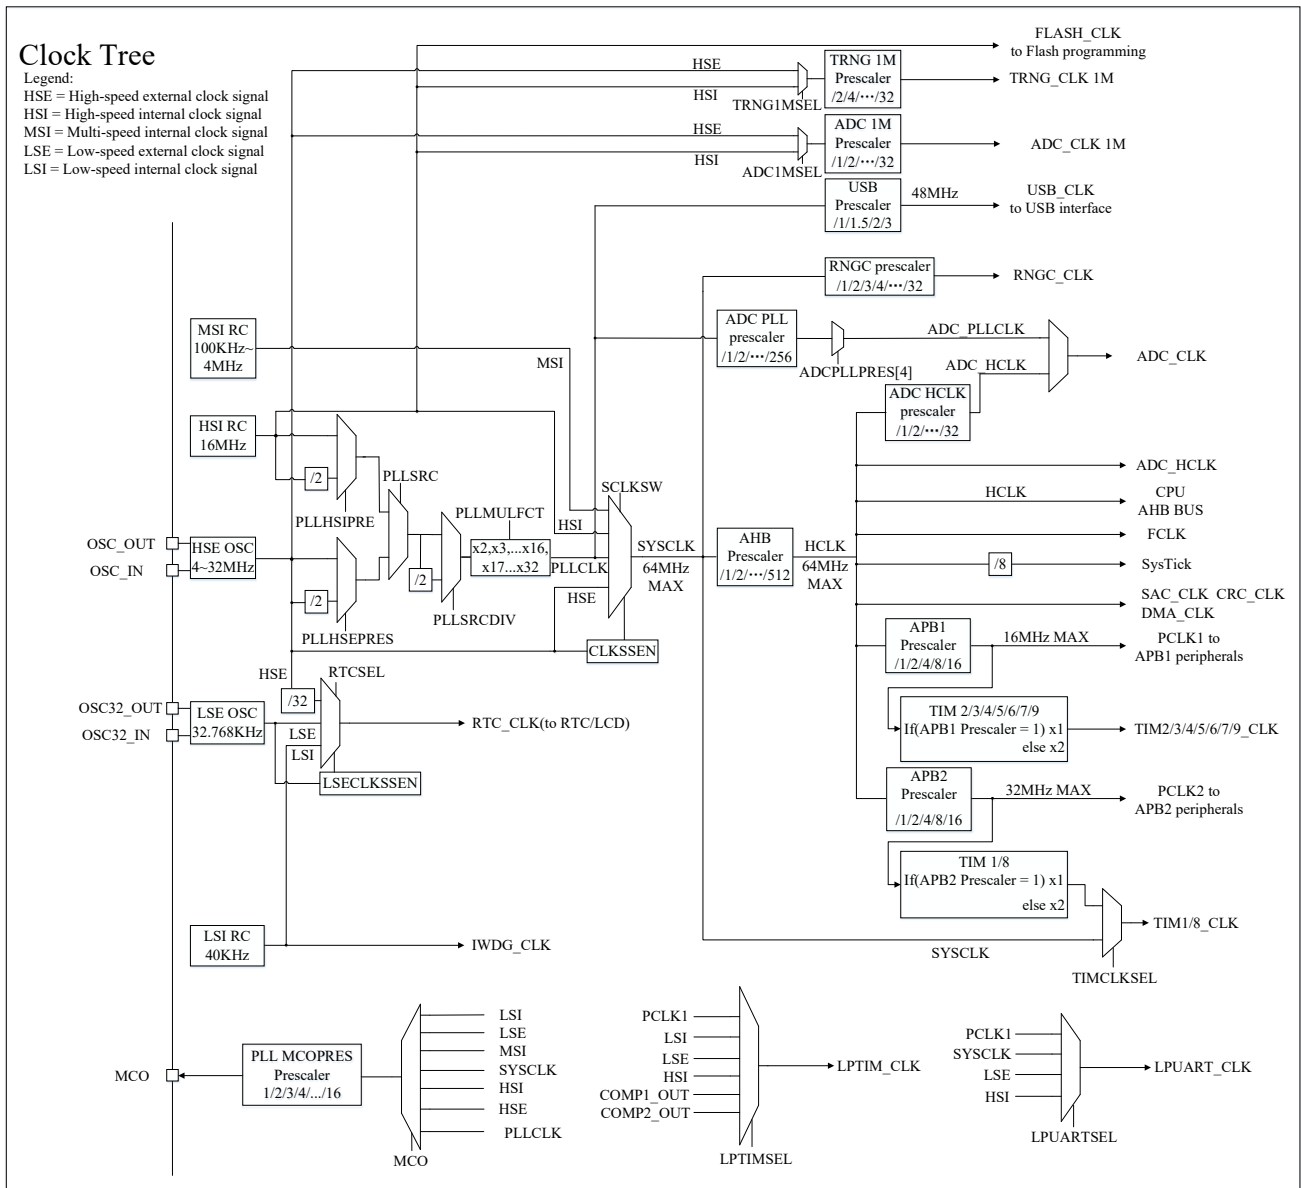 Clock Tree
Legend:
HSE = High-speed external clock signal
HSI = High-speed internal clock signal
MSI = Multi-speed internal clock signal
LSE = Low-speed external clock signal
LSI = Low-speed internal clock signal
FLASH_CLK
to Flash programming
HSE
HSI
TRNG1MSEL
TRNG 1M
Prescaler
/2/4/···/32
TRNG_CLK 1M
HSE
HSI
ADC1MSEL
ADC 1M
Prescaler
/1/2/···/32
ADC_CLK 1M
USB
Prescaler
/1/1.5/2/3
48MHz
USB_CLK
to USB interface
RNGC prescaler
/1/2/3/4/···/32
RNGC_CLK
MSI RC
100KHz~
4MHz
MSI
ADC PLL
prescaler
/1/2/···/256
ADCPLLPRES[4]
ADC_PLLCLK
ADC_HCLK
ADC_CLK
ADC HCLK
prescaler
/1/2/···/32
HSI RC
16MHz
/2
PLLHSIPRE
PLLSRC
PLLMULFCT
x2,x3,...x16,
x17...x32
SCLKSW
HSI
PLLCLK
HSE
OSC_OUT
OSC_IN
HSE OSC
4~32MHz
/2
PLLHSEPRES
/2
PLLSRCDIV
CLKSSEN
SYSCLK
64MHz
MAX
AHB
Prescaler
/1/2/···/512
HCLK
64MHz
MAX
ADC_HCLK
HCLK
CPU
AHB BUS
FCLK
/8
SysTick
SAC_CLK CRC_CLK
DMA_CLK
APB1
Prescaler
/1/2/4/8/16
16MHz MAX
PCLK1 to
APB1 peripherals
TIM 2/3/4/5/6/7/9
If(APB1 Prescaler = 1) x1
else x2
TIM2/3/4/5/6/7/9_CLK
HSE
RTCSEL
/32
OSC32_OUT
OSC32_IN
LSE OSC
32.768KHz
LSE
LSI
RTC_CLK(to RTC/LCD)
LSECLKSSEN
APB2
Prescaler
/1/2/4/8/16
32MHz MAX
PCLK2 to
APB2 peripherals
TIM 1/8
If(APB2 Prescaler = 1) x1
else x2
TIM1/8_CLK
SYSCLK
TIMCLKSEL
LSI RC
40KHz
IWDG_CLK
MCO
PLL MCOPRES
Prescaler
1/2/3/4/.../16
LSI
LSE
MSI
SYSCLK
HSI
HSE
PLLCLK
MCO
PCLK1
LSI
LSE
HSI
COMP1_OUT
COMP2_OUT
LPTIM_CLK
LPTIMSEL
PCLK1
SYSCLK
LSE
HSI
LPUART_CLK
LPUARTSEL